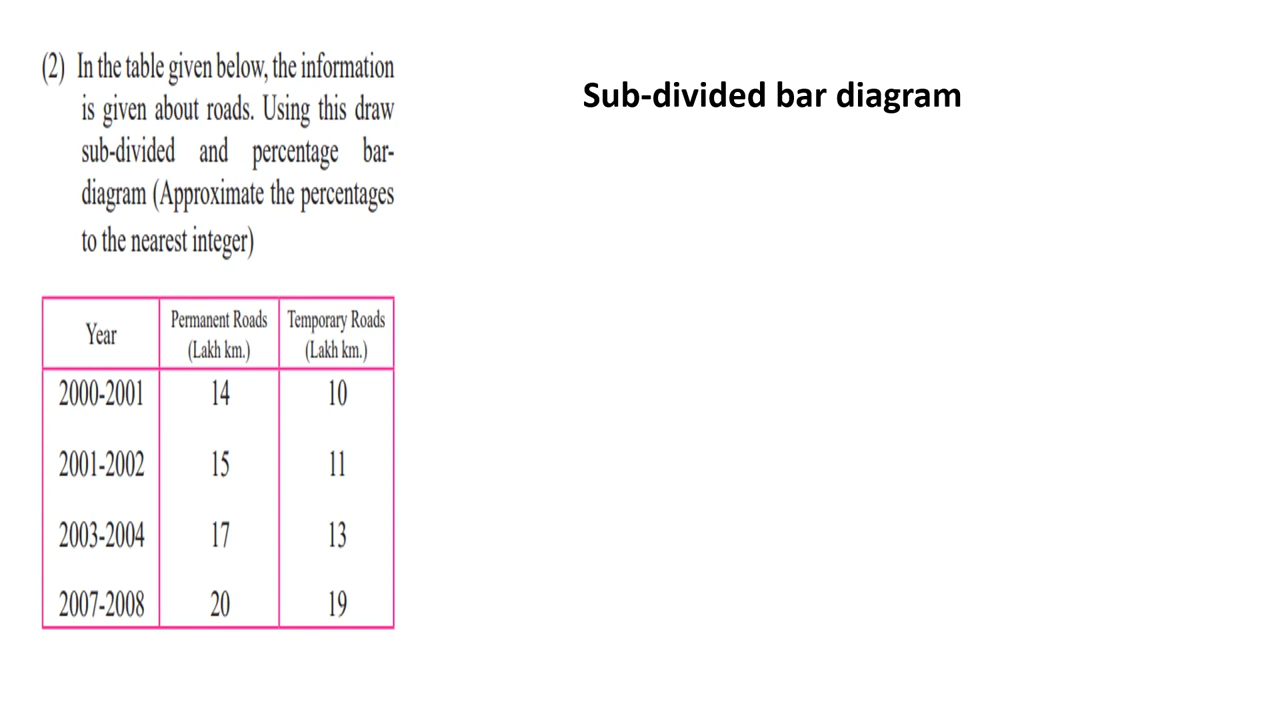 (2) In the table given below, the information
is given about roads. Using this draw
sub-divided and percentage bar-
diagram (Approximate the percentages
to the nearest integer)
Year Permanent Roads (Lakh km.) Temporary Roads (Lakh km.)
2000-2001 14 10
2001-2002 15 11
2003-2004 17 13
2007-2008 20 19
Sub-divided bar diagram